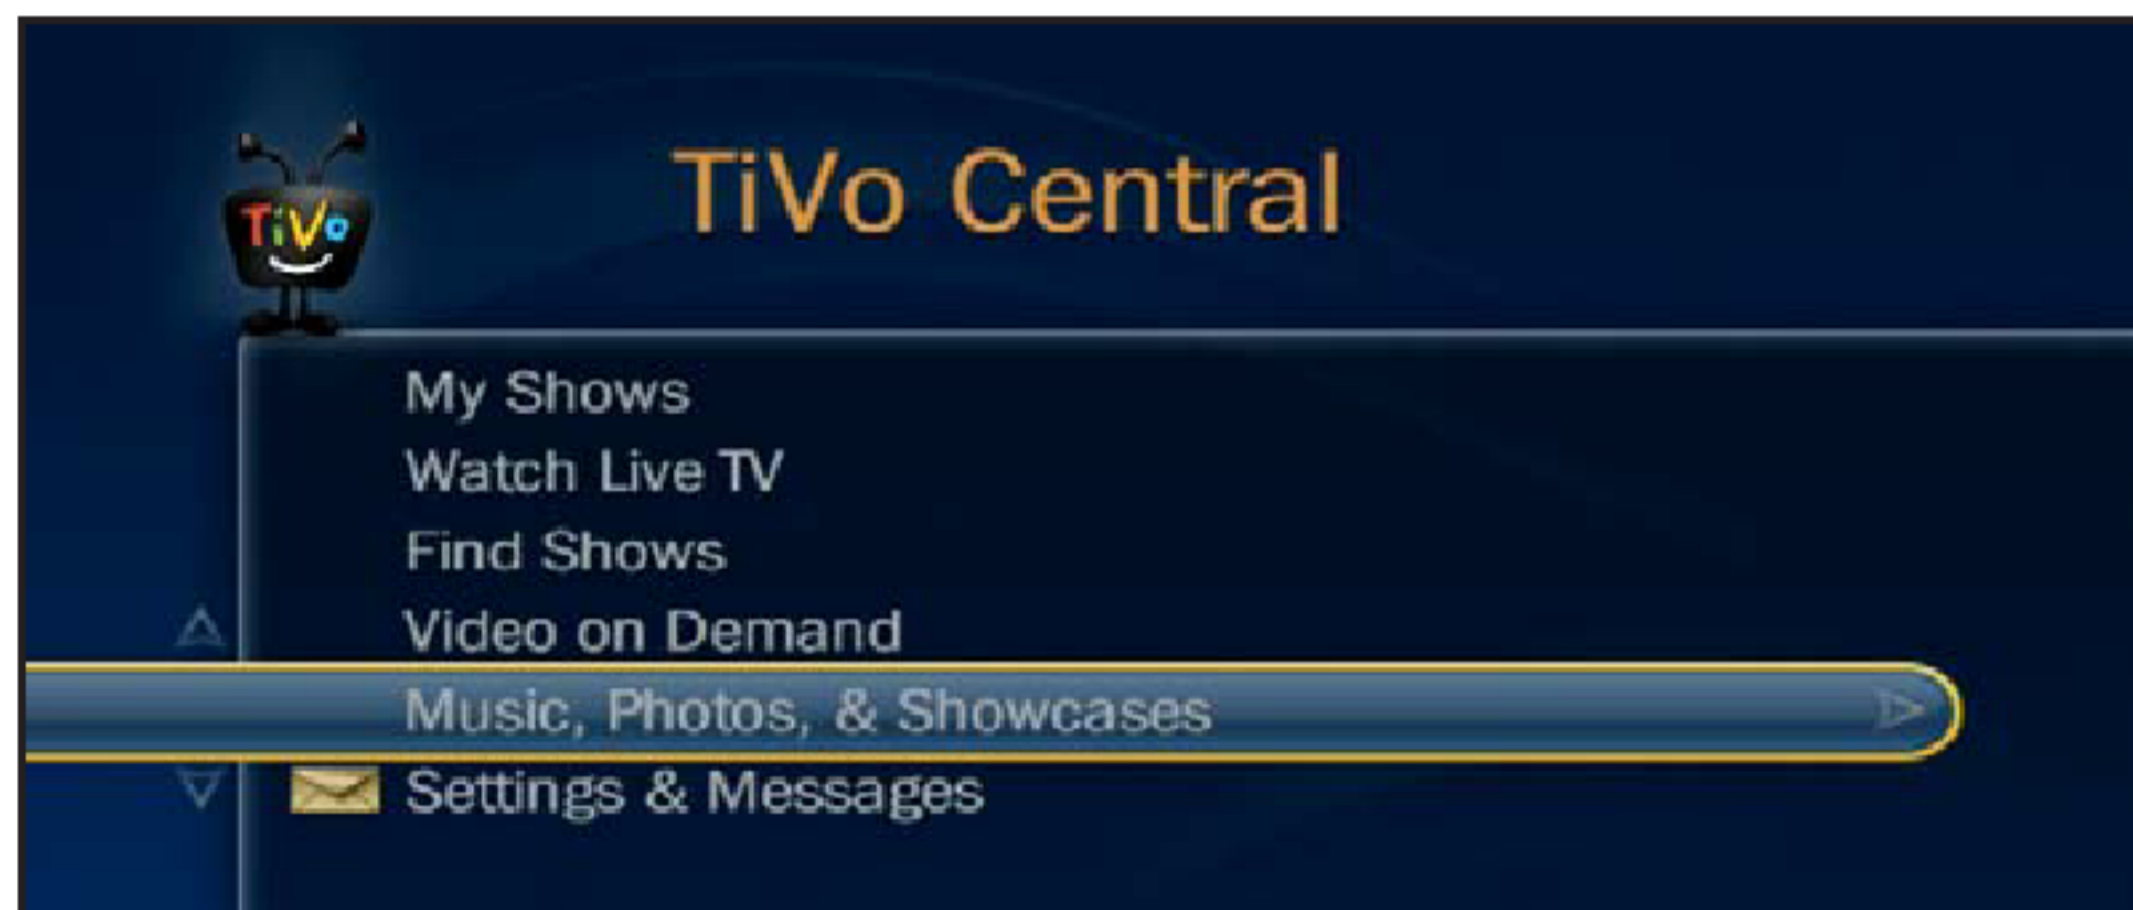 TiVo
TiVo Central
My Shows
Watch Live TV
Find Shows
Video on Demand
Music, Photos, & Showcases
Settings & Messages